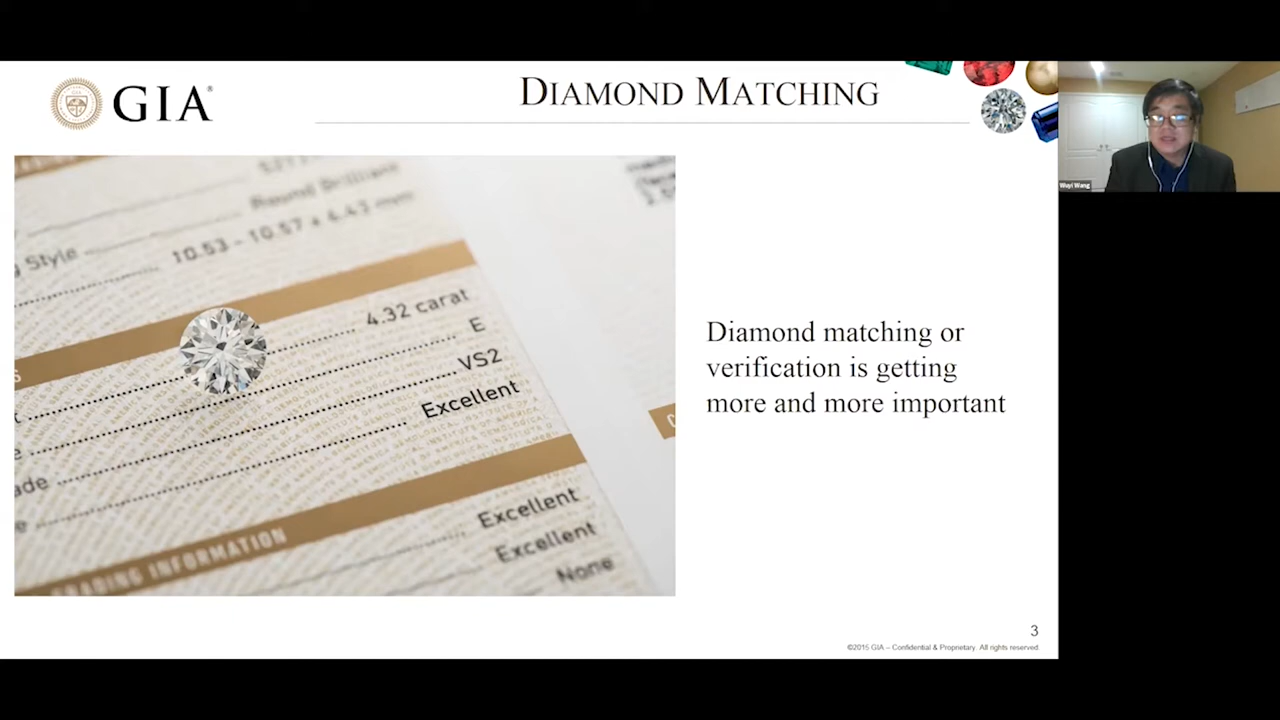 GIA®
DIAMOND MATCHING
Round Brilliant
Style
10.53 - 10.57 x 6.43 mm
4.32 carat
E
VS2
Excellent
Excellent
GRADING INFORMATION
Excellent
None
Diamond matching or
verification is getting
more and more important
3
©2015 GIA – Confidential & Proprietary. All rights reserved.
Wuyi Wang